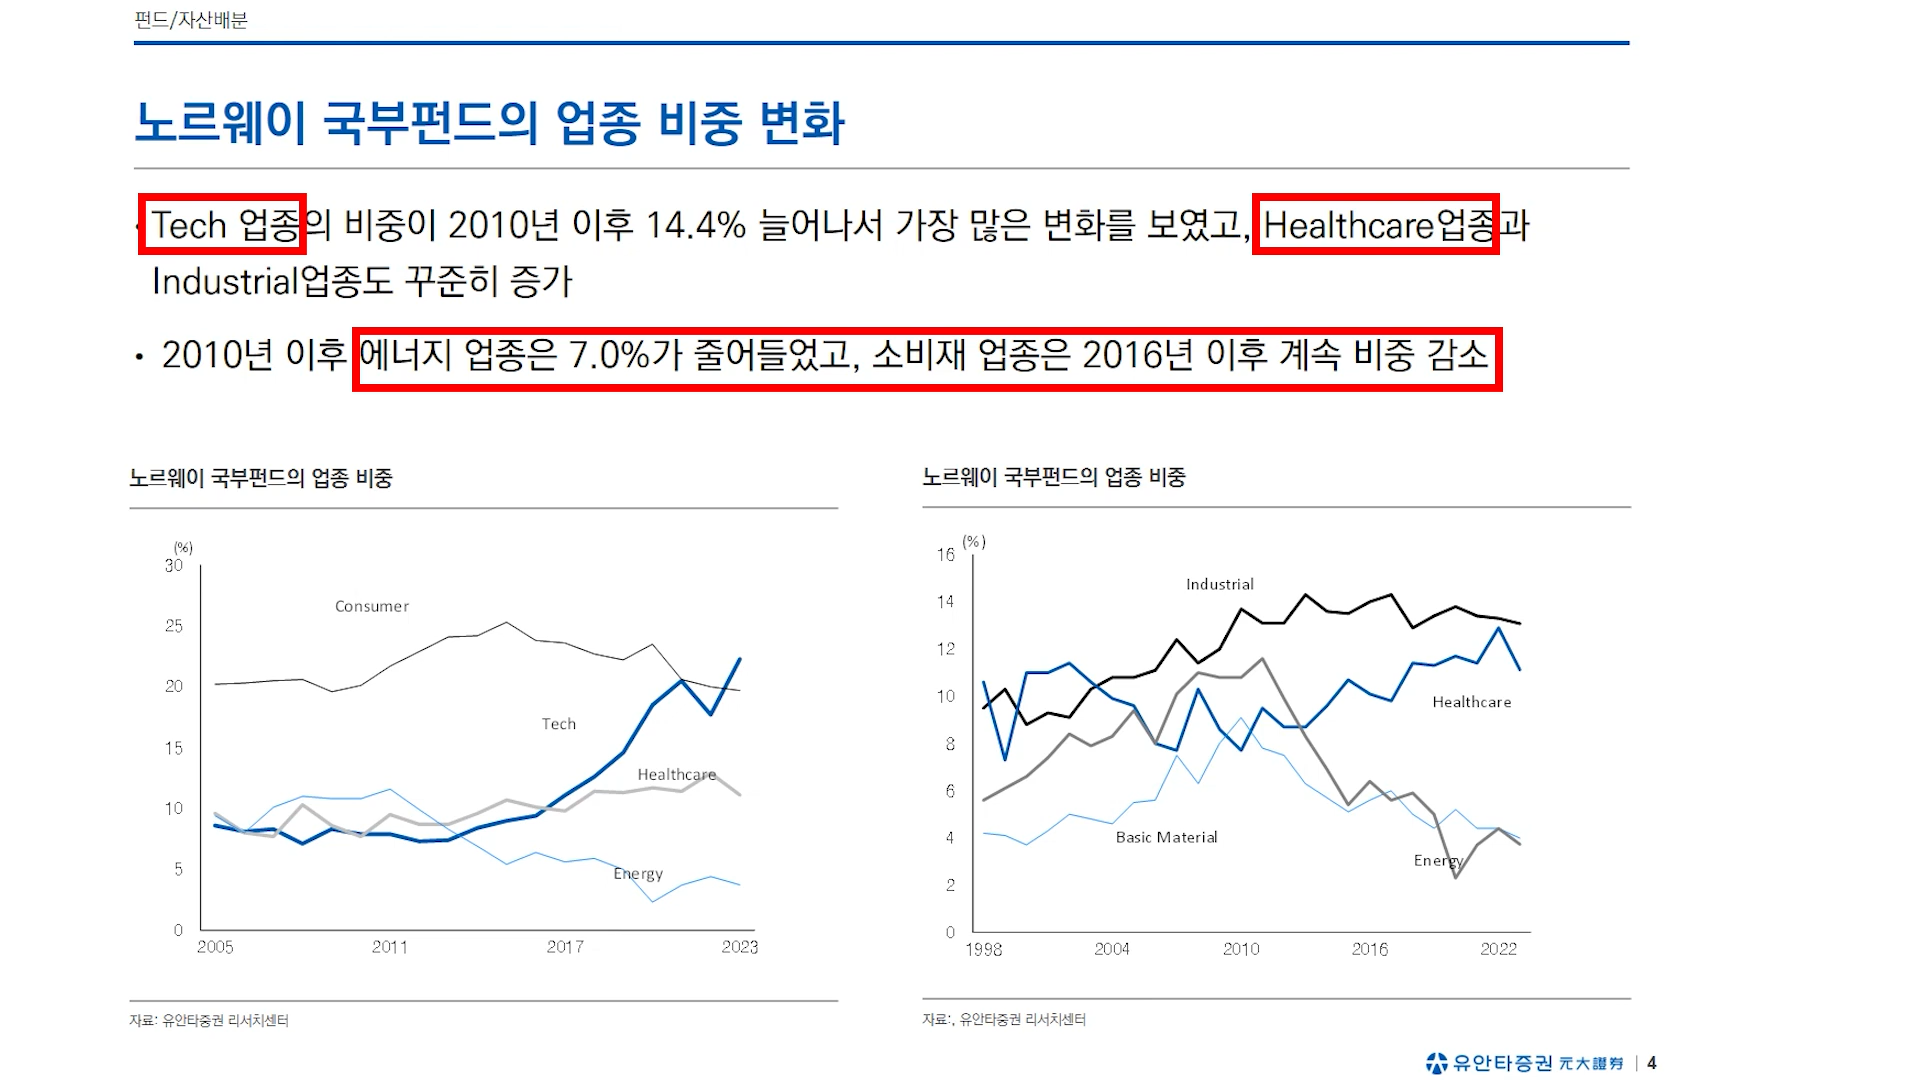 펀드/자산배분
노르웨이 국부펀드의 업종 비중 변화
· Tech 업종의 비중이 2010년 이후 14.4% 늘어나서 가장 많은 변화를 보였고, Healthcare업종과
Industrial업종도 꾸준히 증가
• 2010년 이후 에너지 업종은 7.0%가 줄어들었고, 소비재 업종은 2016년 이후 계속 비중 감소
노르웨이 국부펀드의 업종 비중
(%)
30
25
20
15
10
5
0
Consumer
Tech
Healthcare
Energy
2005 2011 2017 2023
자료: 유안타증권 리서치센터
노르웨이 국부펀드의 업종 비중
(%)
16
14
12
10
8
6
4
2
0
Industrial
Healthcare
Basic Material
Energy
1998 2004 2010 2016 2022
자료:, 유안타증권 리서치센터
유안타증권 元大證券 | 4